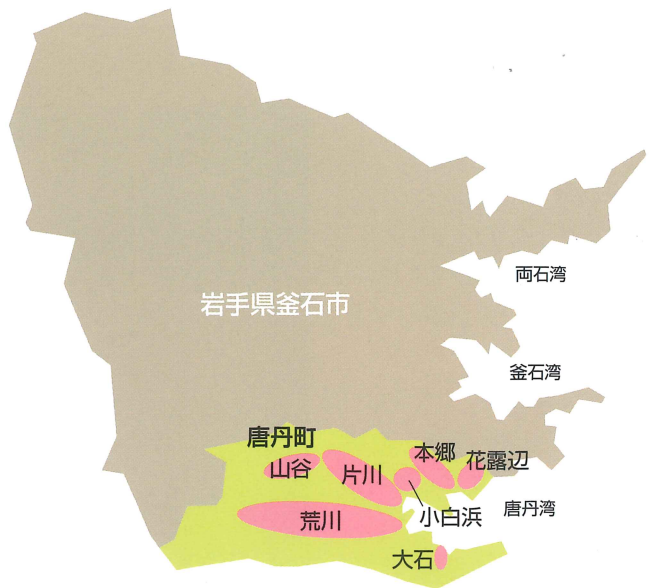 両石湾
岩手県釜石市
釜石湾
唐丹町
山谷
片川
本郷
花露辺
荒川
小白浜
唐丹湾
大石